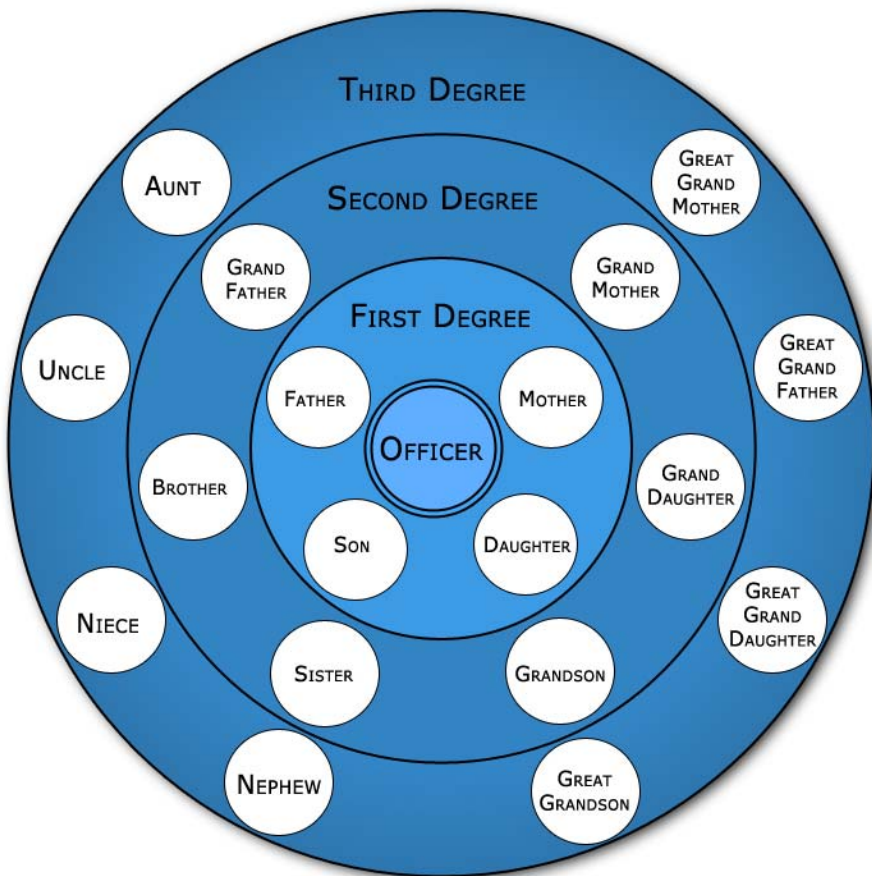 Third Degree
Aunt
Great
Grand
Mother
Second Degree
Grand
Father
Grand
Mother
First Degree
Uncle
Great
Grand
Father
Father
Mother
Officer
Brother
Grand
Daughter
Son
Daughter
Niece
Great
Grand
Daughter
Sister
Grandson
Nephew
Great
Grandson